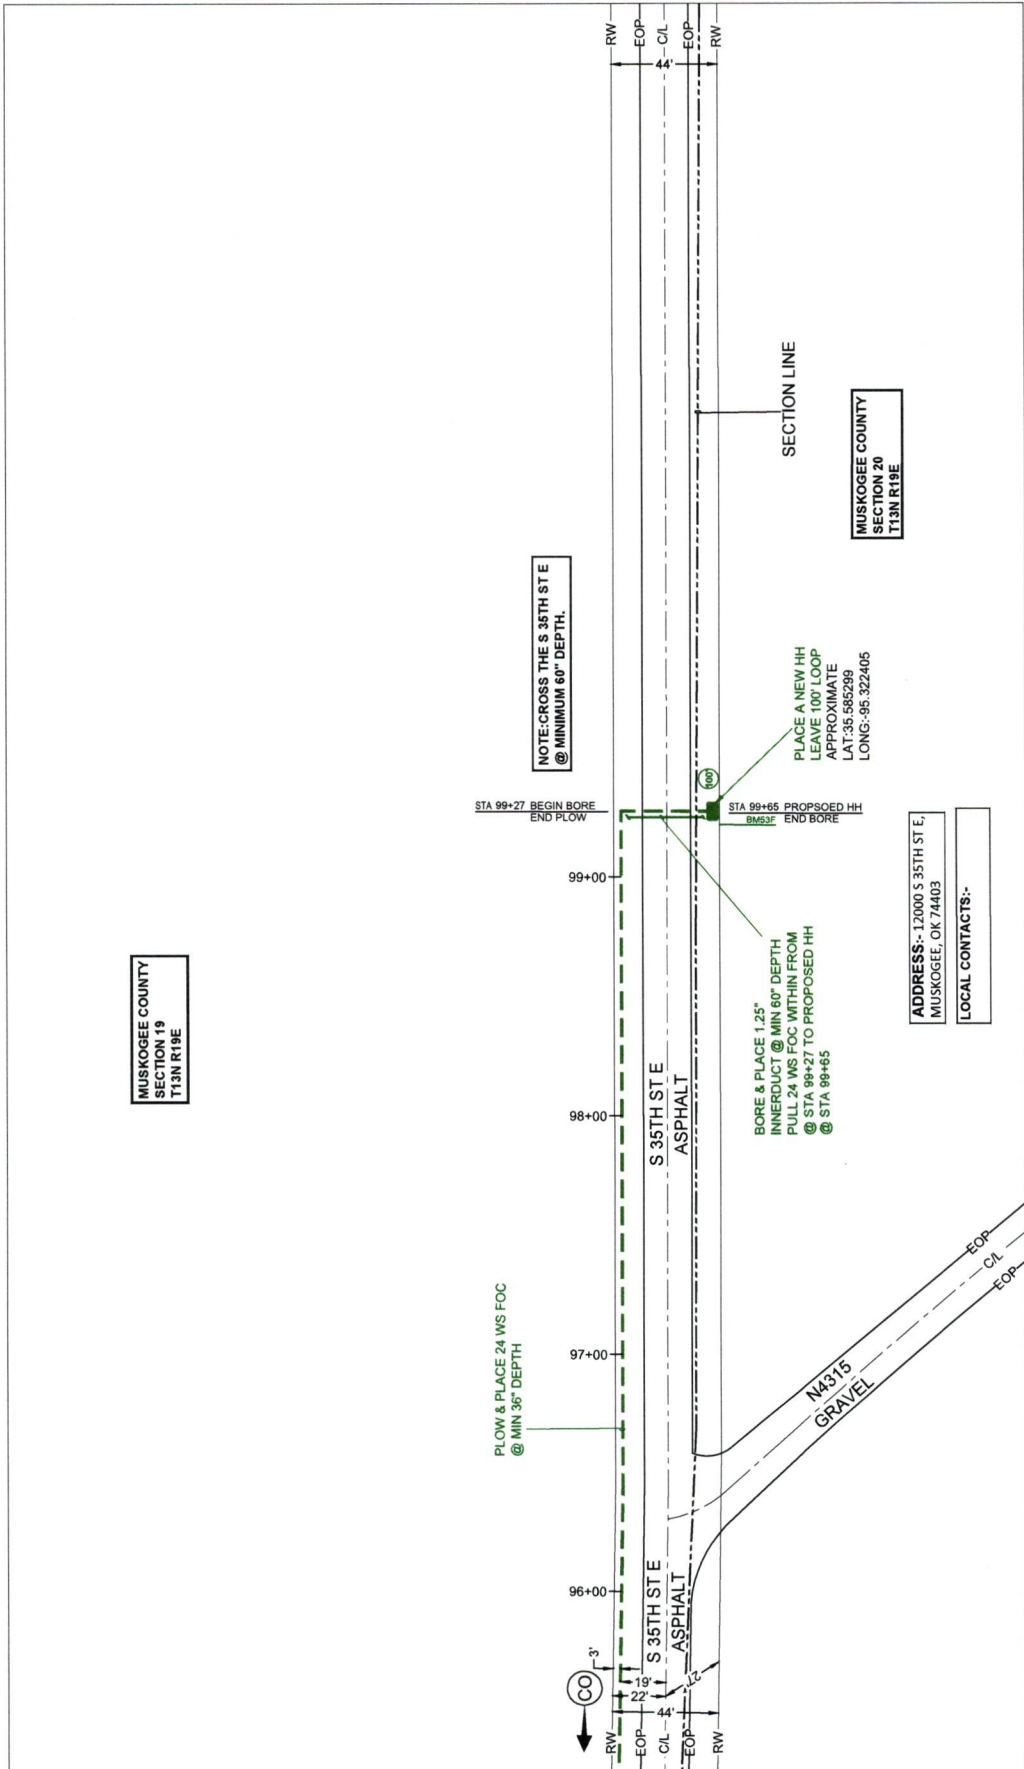 RW
EOP
C/L
EOP
RW
44'
SECTION LINE
MUSKOGEE COUNTY
SECTION 20
T13N R19E
NOTE:CROSS THE S 35TH ST E
@ MINIMUM 60" DEPTH.
PLACE A NEW HH
LEAVE 100' LOOP
APPROXIMATE
LAT:35.585299
LONG:-95.322405
100'
STA 99+27 BEGIN BORE
END PLOW
STA 99+65 PROPSOED HH
BM53F END BORE
99+00
ADDRESS:- 12000 S 35TH ST E,
MUSKOGEE, OK 74403
LOCAL CONTACTS:-
MUSKOGEE COUNTY
SECTION 19
T13N R19E
BORE & PLACE 1.25"
INNERDUCT @ MIN 60" DEPTH
PULL 24 WS FOC WITHIN FROM
@ STA 99+27 TO PROPOSED HH
@ STA 99+65
98+00
S 35TH ST E
ASPHALT
PLOW & PLACE 24 WS FOC
@ MIN 36" DEPTH
97+00
EOP
C/L
EOP
N4315
GRAVEL
96+00
S 35TH ST E
ASPHALT
3'
CO
19'
22'
27'
44'
RW
EOP
C/L
EOP
RW